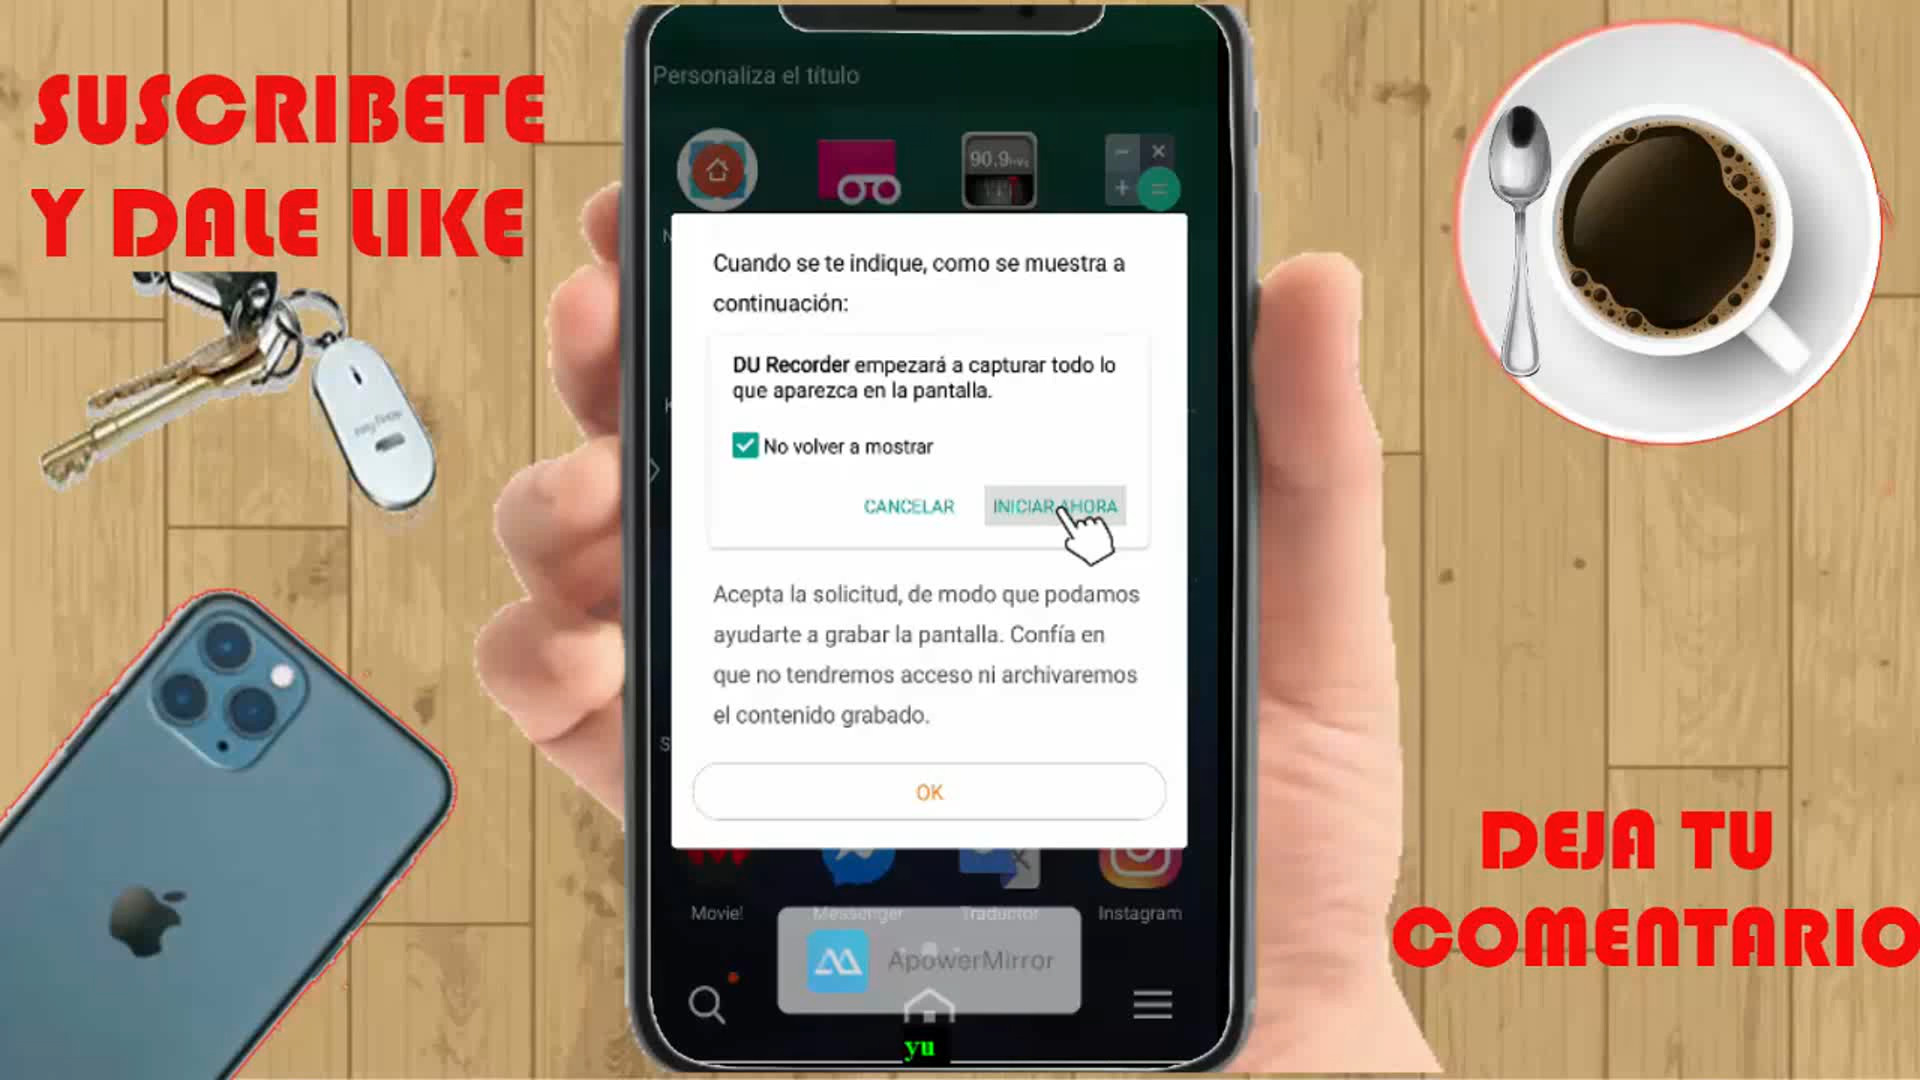 SUSCRIBETE
Y DALE LIKE
Personaliza el título
90.9
Cuando se te indique, como se muestra a
continuación:
DU Recorder empezará a capturar todo lo
que aparezca en la pantalla.
No volver a mostrar
CANCELAR
INICIAR AHORA
Acepta la solicitud, de modo que podamos
ayudarte a grabar la pantalla. Confía en
que no tendremos acceso ni archivaremos
el contenido grabado.
OK
Movie!
Messenger
Traductor
Instagram
ApowerMirror
yu
DEJA TU
COMENTARIO